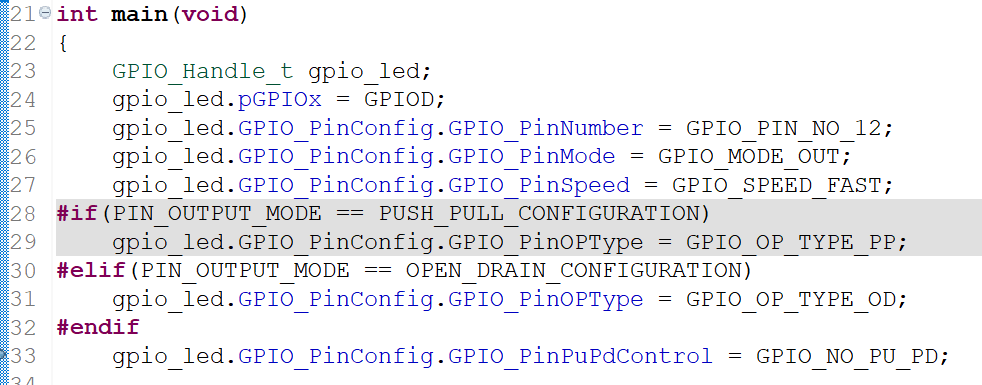 21 int main(void)
22 {
23 GPIO_Handle_t gpio_led;
24 gpio_led.pGPIOx = GPIOD;
25 gpio_led.GPIO_PinConfig.GPIO_PinNumber = GPIO_PIN_NO_12;
26 gpio_led.GPIO_PinConfig.GPIO_PinMode = GPIO_MODE_OUT;
27 gpio_led.GPIO_PinConfig.GPIO_PinSpeed = GPIO_SPEED_FAST;
28 #if(PIN_OUTPUT_MODE == PUSH_PULL_CONFIGURATION)
29 gpio_led.GPIO_PinConfig.GPIO_PinOPType = GPIO_OP_TYPE_PP;
30 #elif(PIN_OUTPUT_MODE == OPEN_DRAIN_CONFIGURATION)
31 gpio_led.GPIO_PinConfig.GPIO_PinOPType = GPIO_OP_TYPE_OD;
32 #endif
33 gpio_led.GPIO_PinConfig.GPIO_PinPuPdControl = GPIO_NO_PU_PD;
34